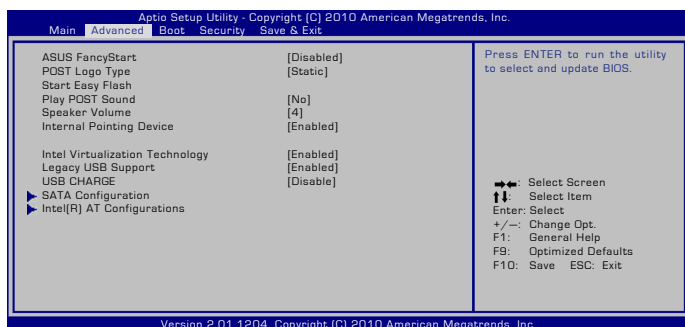 Aptio Setup Utility - Copyright (C) 2010 American Megatrends, Inc.
Main Advanced Boot Security Save & Exit
ASUS FancyStart [Disabled]
POST Logo Type [Static]
Start Easy Flash
Play POST Sound [No]
Speaker Volume [4]
Internal Pointing Device [Enabled]
Intel Virtualization Technology [Enabled]
Legacy USB Support [Enabled]
USB CHARGE [Disable]
SATA Configuration
Intel(R) AT Configurations
Press ENTER to run the utility
to select and update BIOS.
→←: Select Screen
↑↓: Select Item
Enter: Select
+/—: Change Opt.
F1: General Help
F9: Optimized Defaults
F10: Save ESC: Exit
Version 2.01.1204. Copyright (C) 2010 American Megatrends, Inc.